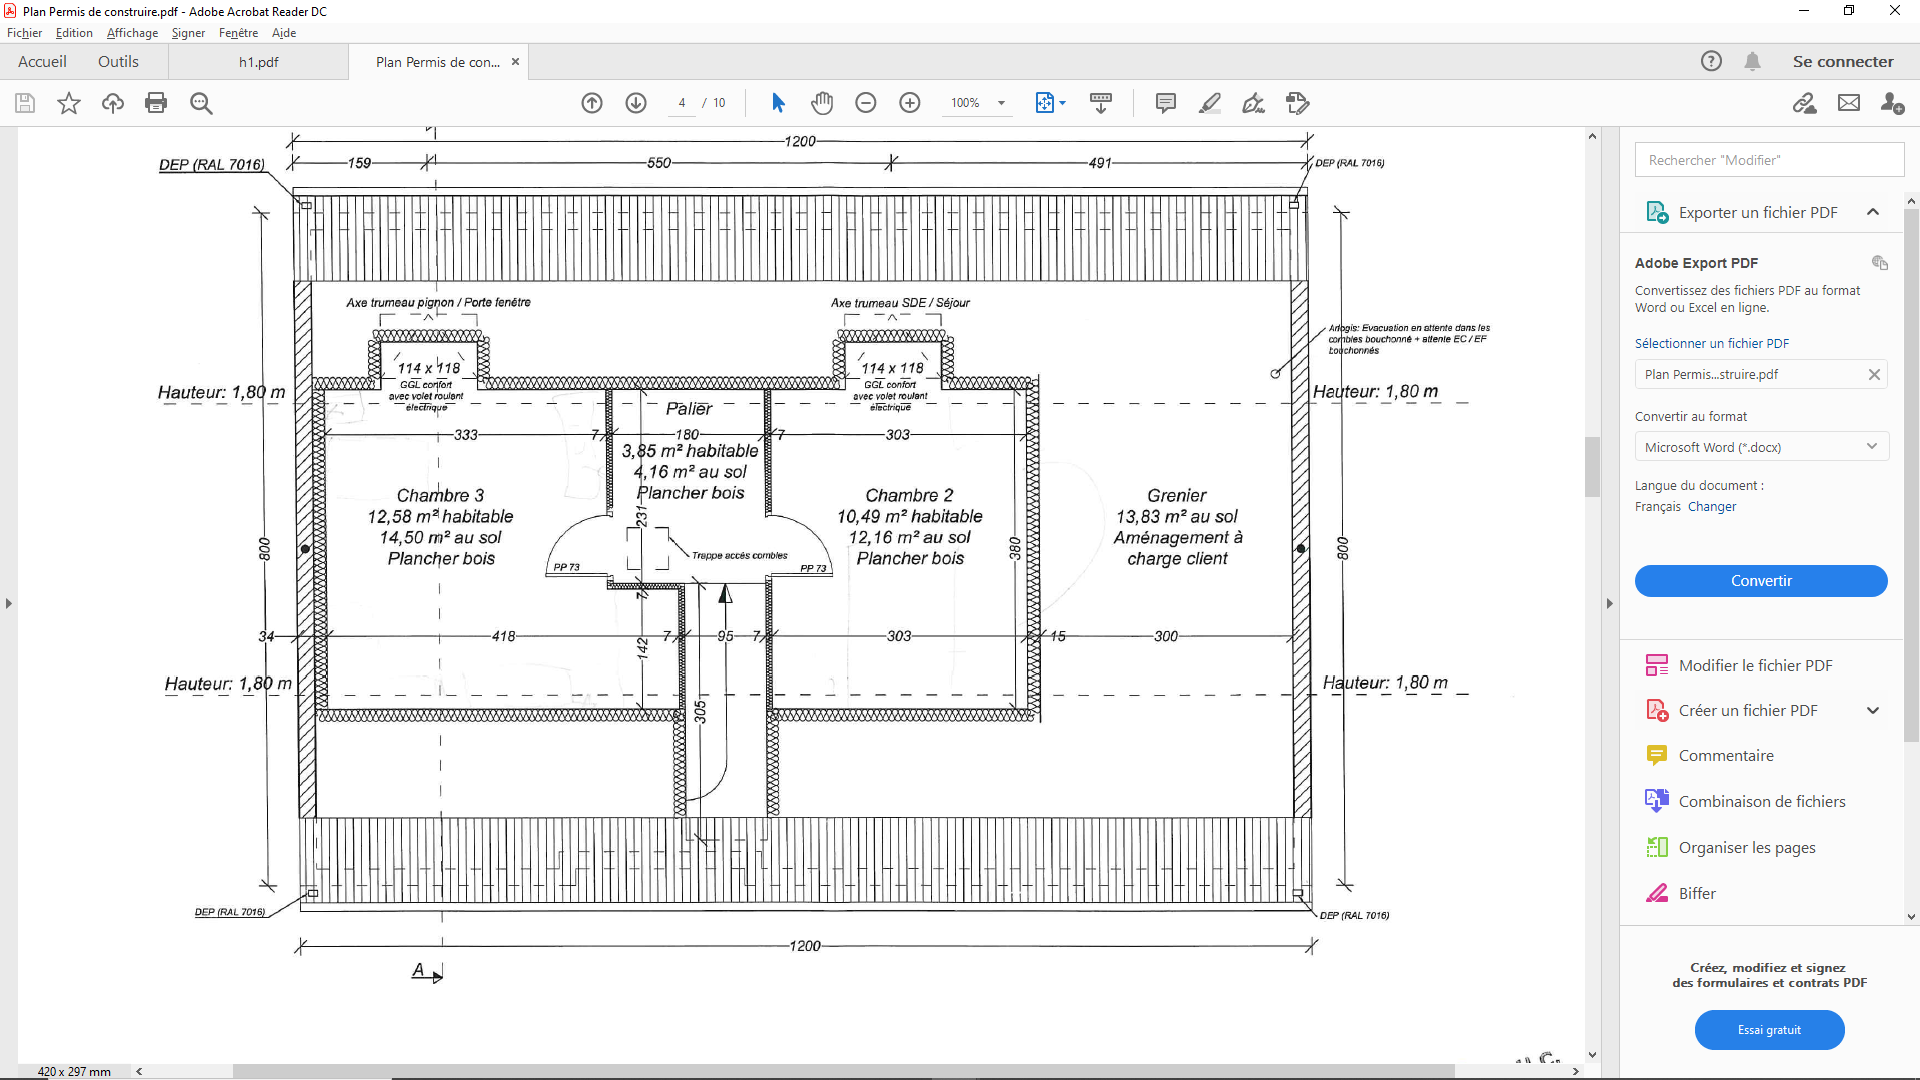 Plan Permis de construire.pdf - Adobe Acrobat Reader DC
Fichier Edition Affichage Signer Fenêtre Aide
Accueil Outils h1.pdf Plan Permis de con... × Se connecter
4 / 10 100%
1200
159 550 491
DEP (RAL 7016)
DEP (RAL 7016)
Axe trumeau pignon / Porte fenêtre
Axe trumeau SDE / Séjour
Arlogis: Evacuation en attente dans les
combles bouchonné + attente EC / EF
bouchonnés
114 x 118
GGL confort
avec volet roulant
électrique
114 x 118
GGL confort
avec volet roulant
électrique
Hauteur: 1,80 m
Hauteur: 1,80 m
Palier
3,85 m² habitable
4,16 m² au sol
Plancher bois
333 7 180 7 303
Chambre 3
12,58 m² habitable
14,50 m² au sol
Plancher bois
Chambre 2
10,49 m² habitable
12,16 m² au sol
Plancher bois
Grenier
13,83 m² au sol
Aménagement à
charge client
231
Trappe accés combles
PP 73
PP 73
380
800
800
7
34 418 7 95 7 303 15 300
142
305
Hauteur: 1,80 m
Hauteur: 1,80 m
DEP (RAL 7016)
DEP (RAL 7016)
1200
A
420 x 297 mm
Rechercher "Modifier"
Exporter un fichier PDF
Adobe Export PDF
Convertissez des fichiers PDF au format
Word ou Excel en ligne.
Sélectionner un fichier PDF
Plan Permis...struire.pdf
Convertir au format
Microsoft Word (*.docx)
Langue du document :
Français Changer
Convertir
Modifier le fichier PDF
Créer un fichier PDF
Commentaire
Combinaison de fichiers
Organiser les pages
Biffer
Créez, modifiez et signez
des formulaires et contrats PDF
Essai gratuit